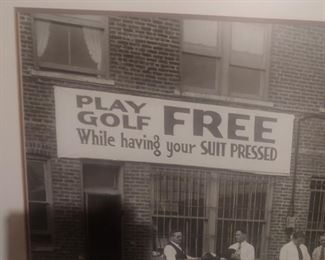 PLAY GOLF FREE
While having your SUIT PRESSED